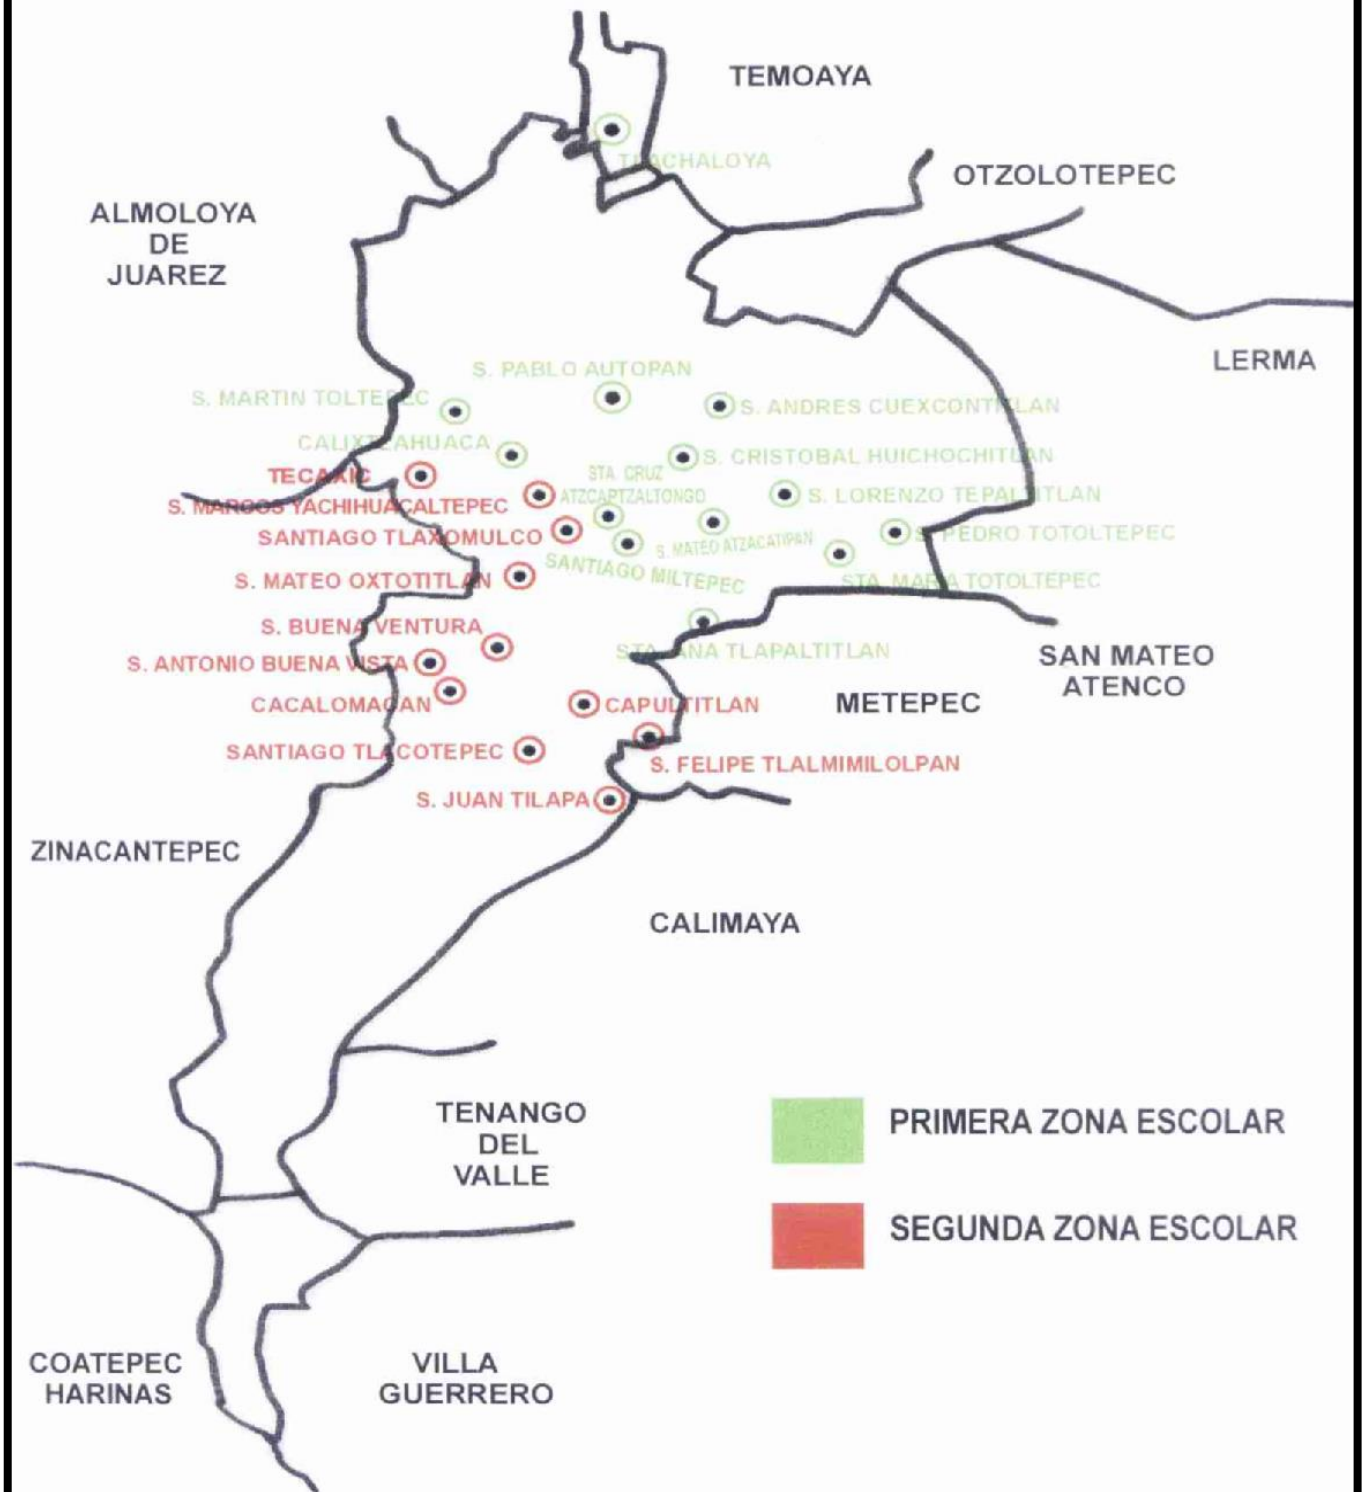 TEMOAYA
TLACHALOYA
OTZOLOTEPEC
ALMOLOYA
DE
JUAREZ
LERMA
S. PABLO AUTOPAN
S. MARTIN TOLTEPEC
S. ANDRES CUEXCONTITLAN
CALIXTLAHUACA
S. CRISTOBAL HUICHOCHITLAN
TECAXIC
STA. CRUZ
ATZCAPTZALTONGO
S. LORENZO TEPALTITLAN
S. MARCOS YACHIHUACALTEPEC
SANTIAGO TLAXOMULCO
S. MATEO ATZACATIPAN
S. PEDRO TOTOLTEPEC
S. MATEO OXTOTITLAN
SANTIAGO MILTEPEC
STA. MARIA TOTOLTEPEC
S. BUENA VENTURA
STA. ANA TLAPALTITLAN
SAN MATEO
ATENCO
S. ANTONIO BUENA VISTA
CACALOMACAN
CAPULTITLAN
METEPEC
SANTIAGO TLACOTEPEC
S. FELIPE TLALMIMILOLPAN
S. JUAN TILAPA
ZINACANTEPEC
CALIMAYA
TENANGO
DEL
VALLE
PRIMERA ZONA ESCOLAR
SEGUNDA ZONA ESCOLAR
COATEPEC
HARINAS
VILLA
GUERRERO